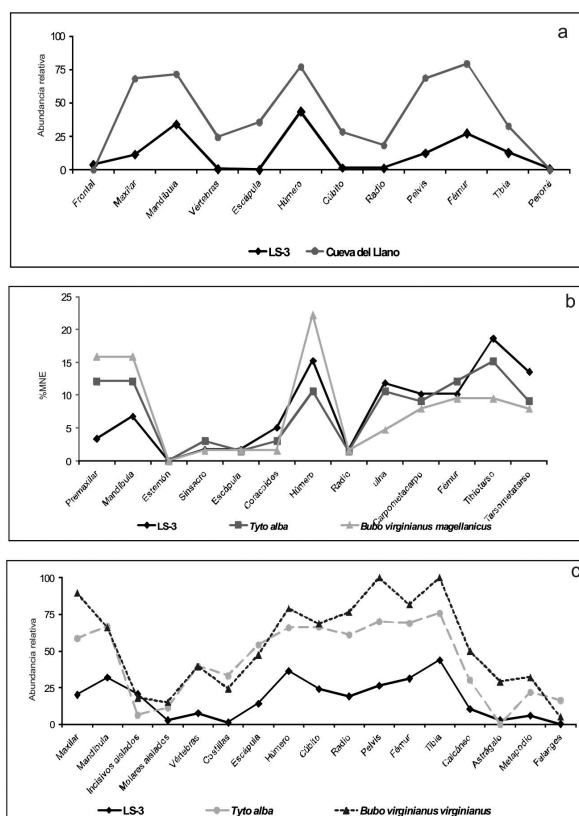 a
Abundancia relativa
100
75
50
25
0
Frontal
Maxilar
Mandíbula
Vértebras
Escápula
Húmero
Cúbito
Radio
Pelvis
Fémur
Tibia
Peroné
LS-3 Cueva del Llano
b
%MNE
25
20
15
10
5
0
Premaxilar
Mandíbula
Esternón
Sinsacro
Escápula
Coracoides
Húmero
Radio
ulna
Carpometacarpo
Fémur
Tibiotarso
Tarsometatarso
LS-3 Tyto alba Bubo virginianus magellanicus
c
Abundancia relativa
100
75
50
25
0
Maxilar
Mandíbula
Incisivos aislados
Molares aislados
Vértebras
Costillas
Escápula
Húmero
Cúbito
Radio
Pelvis
Fémur
Tibia
Calcáneo
Astrágalo
Metapodio
Falanges
LS-3 Tyto alba Bubo virginianus virginianus